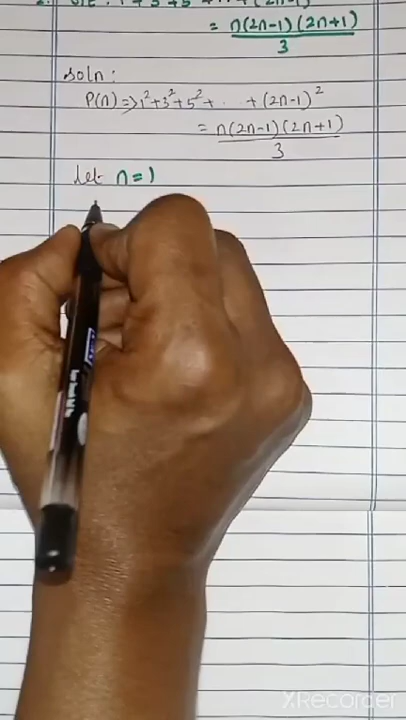 = n(2n-1)(2n+1)/3
soln:
P(n) => 1²+3²+5²+ . . . +(2n-1)²
= n(2n-1)(2n+1)/3
let n=1
XRecorder